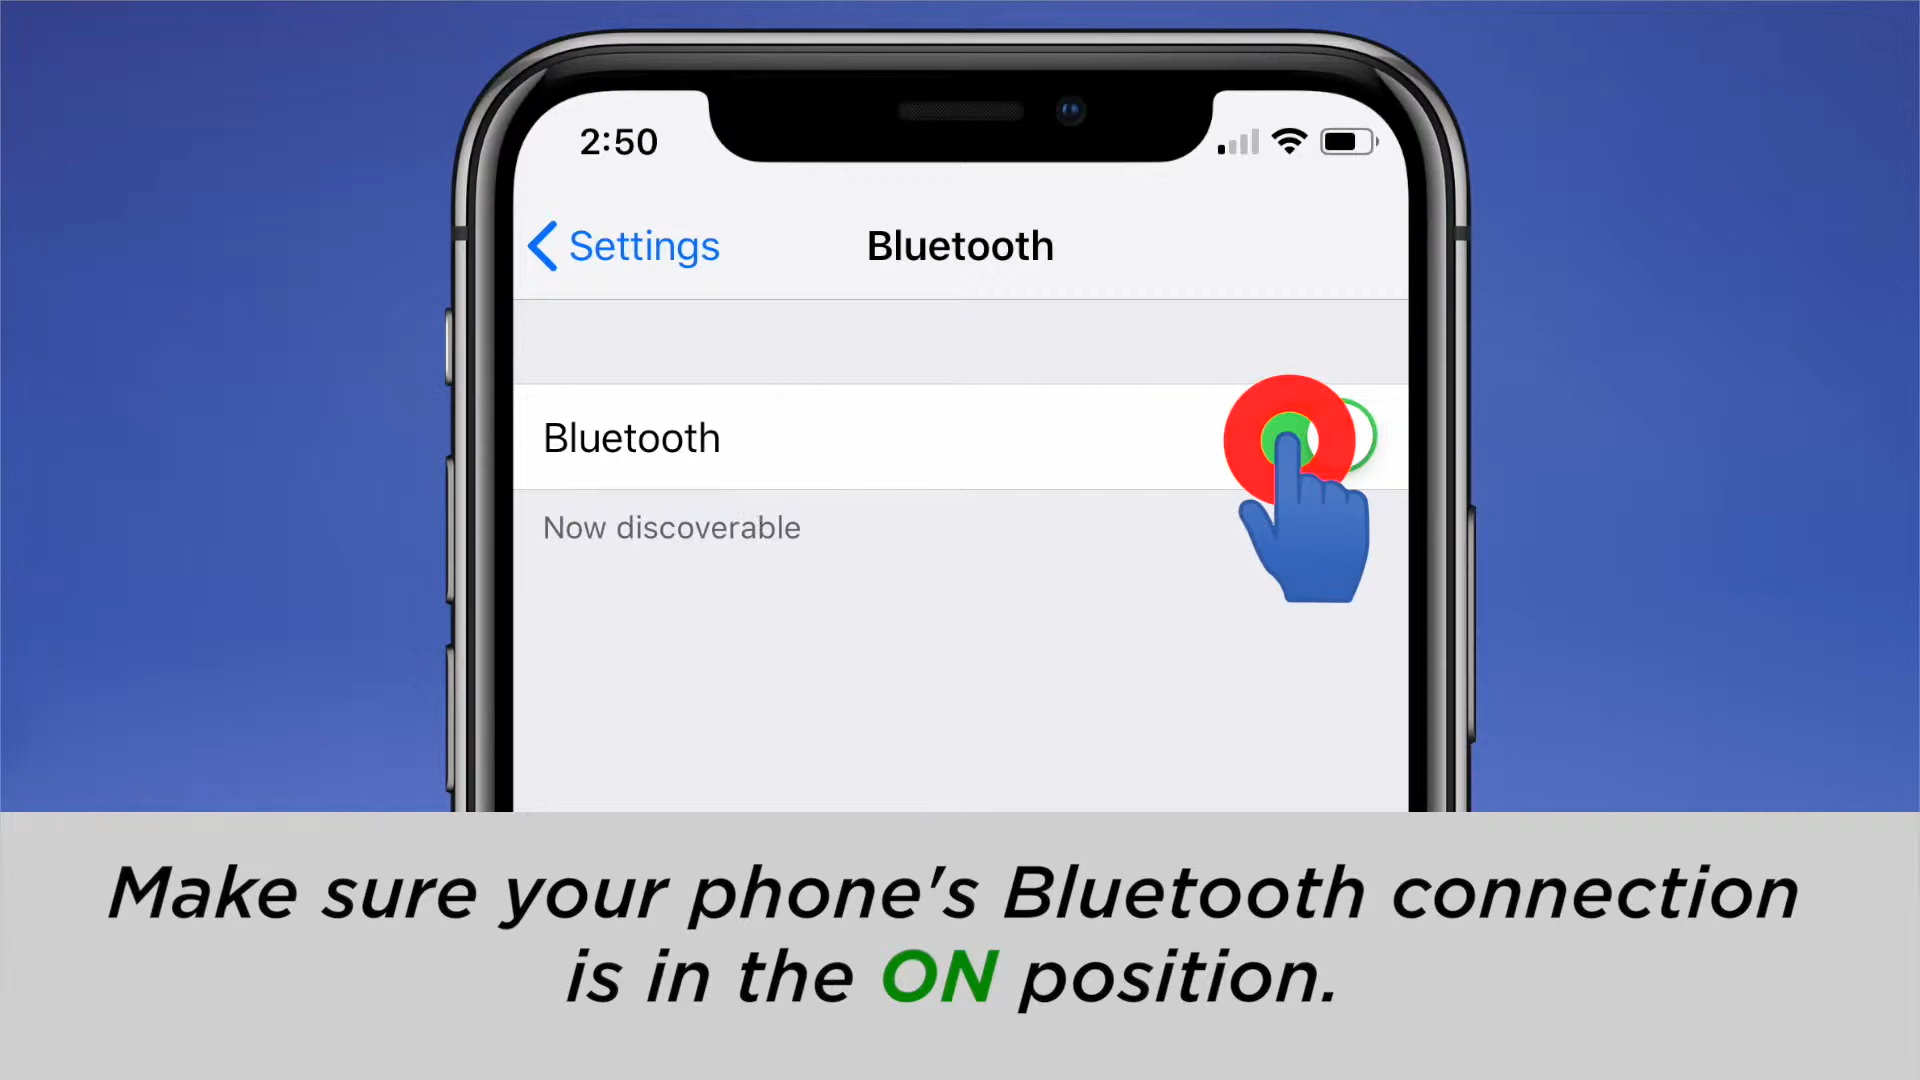 2:50
Settings
Bluetooth
Bluetooth
Now discoverable
Make sure your phone's Bluetooth connection
is in the ON position.